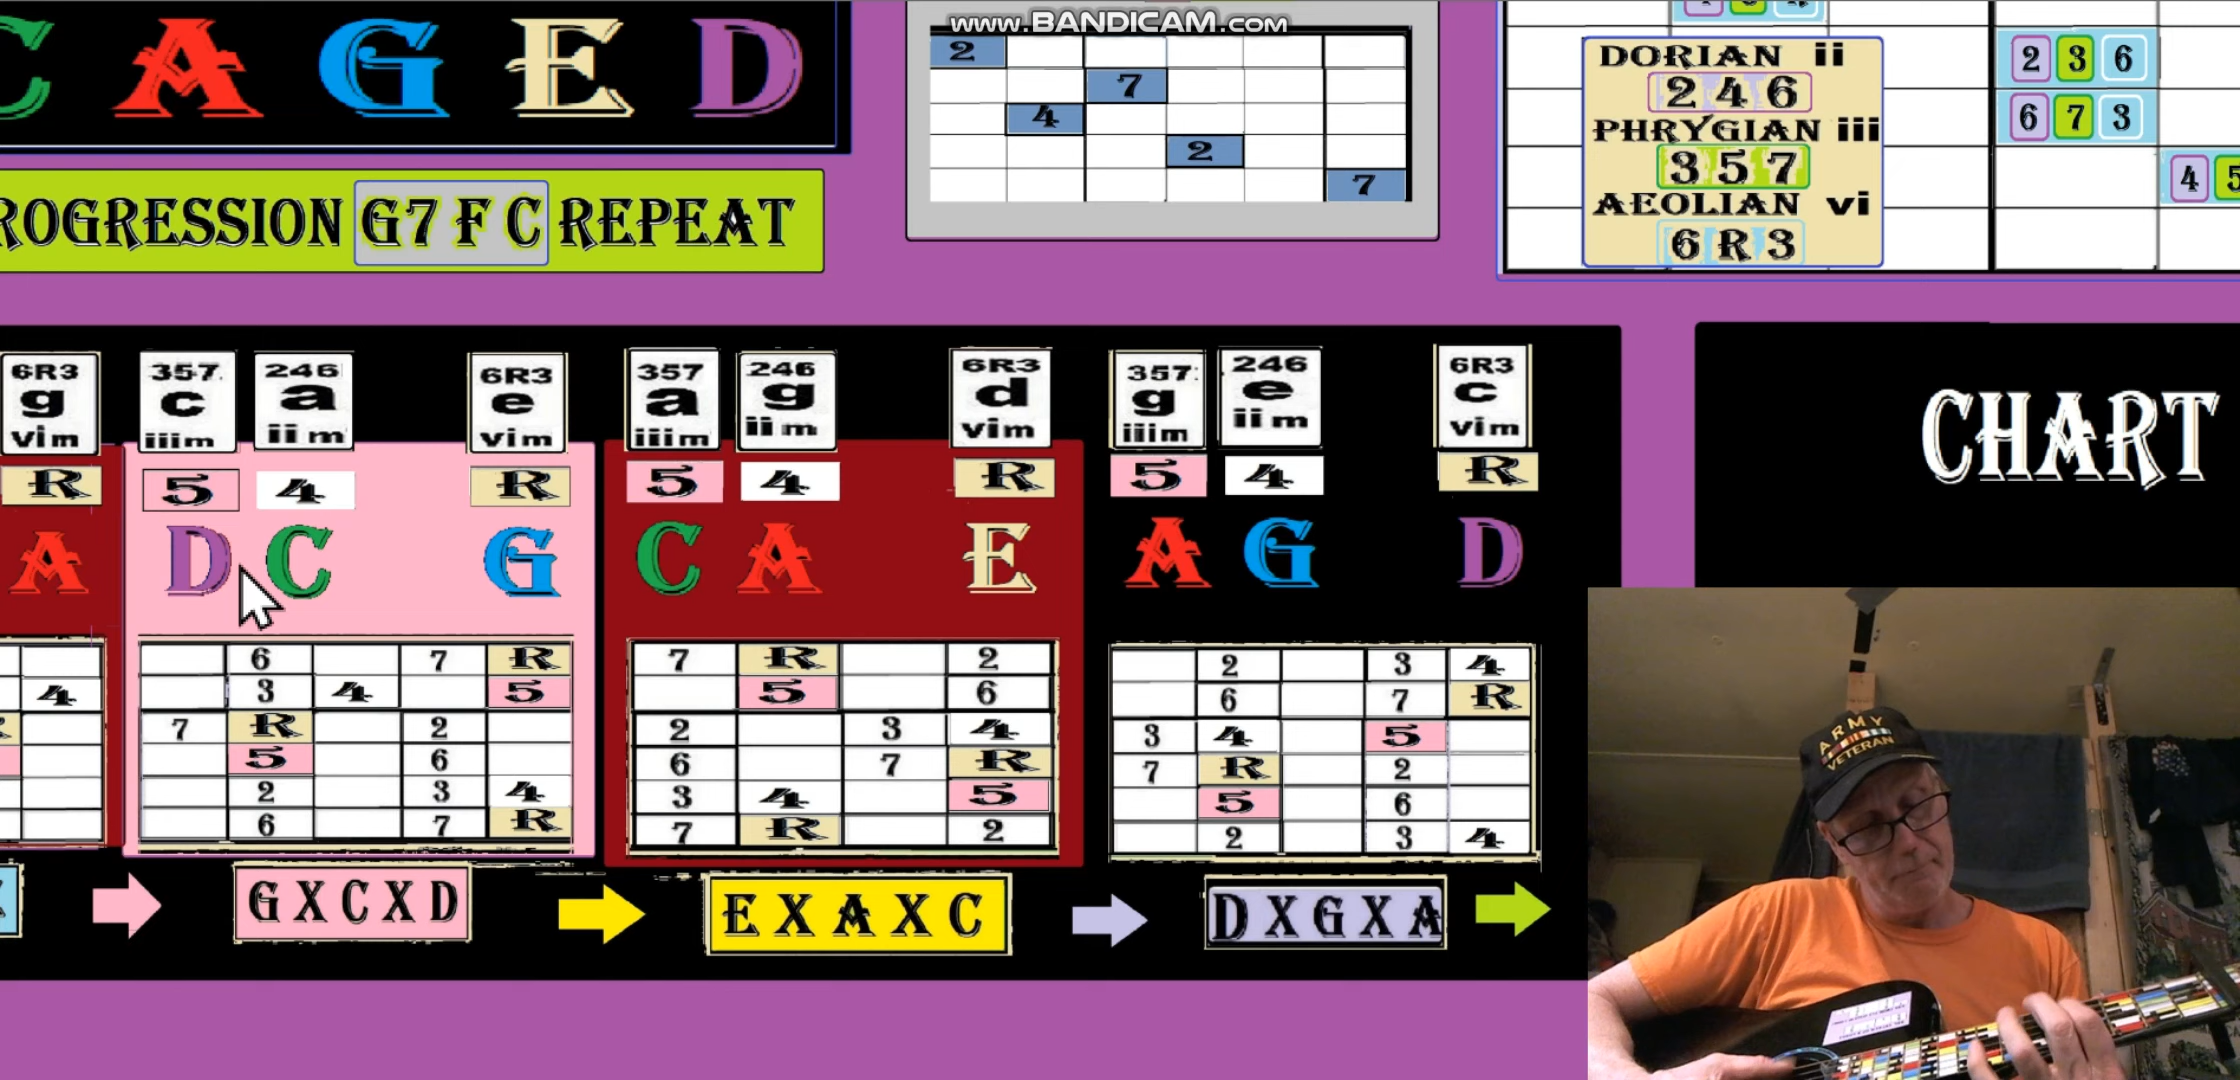 C A G E D
www.BANDICAM.com
2
7
4
2
7
DORIAN ii
2 4 6
PHRYGIAN iii
3 5 7
AEOLIAN vi
6 R 3
2 3 6
6 7 3
4 5
ROGRESSION G7 F C REPEAT
6R3 g vim
357 c iiim
246 a iim
6R3 e vim
357 a iiim
246 g iim
6R3 d vim
357 g iiim
246 e iim
6R3 c vim
CHART
R 5 4 R 5 4 R 5 4 R
A D C G C A E A G D
4
6 7 R
3 4 5
7 R 2
5 6
2 3 4
6 7 R
7 R 2
5 6
2 3 4
6 7 R
3 4 5
7 R 2
2 3 4
6 7 R
3 4 5
7 R 2
5 6
2 3 4
G X C X D
E X A X C
D X G X A
ARMY
VETERAN